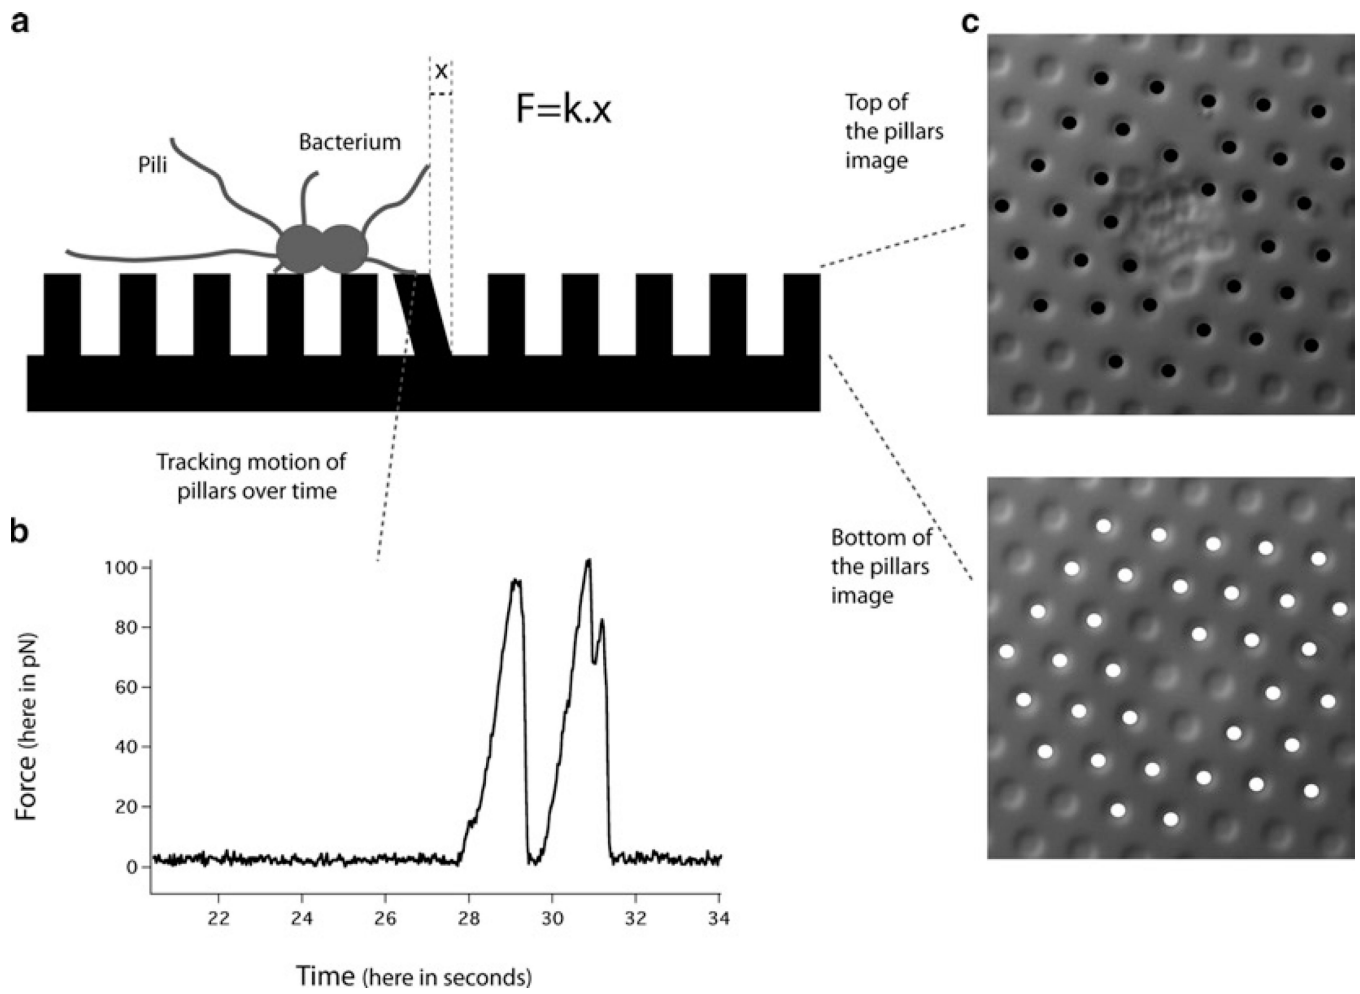 a
x
F=k.x
Bacterium
Pili
Top of
the pillars
image
c
Tracking motion of
pillars over time
b
Bottom of
the pillars
image
100
80
60
40
20
0
Force (here in pN)
22
24
26
28
30
32
34
Time (here in seconds)